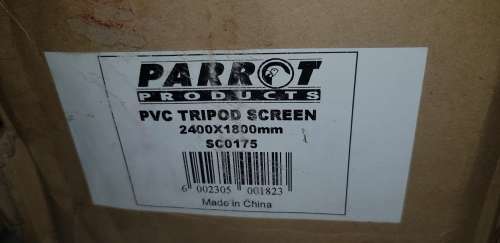 PARROT
PRODUCTS
PVC TRIPOD SCREEN
2400X1800mm
SC0175
6 002305 001823
Made in China